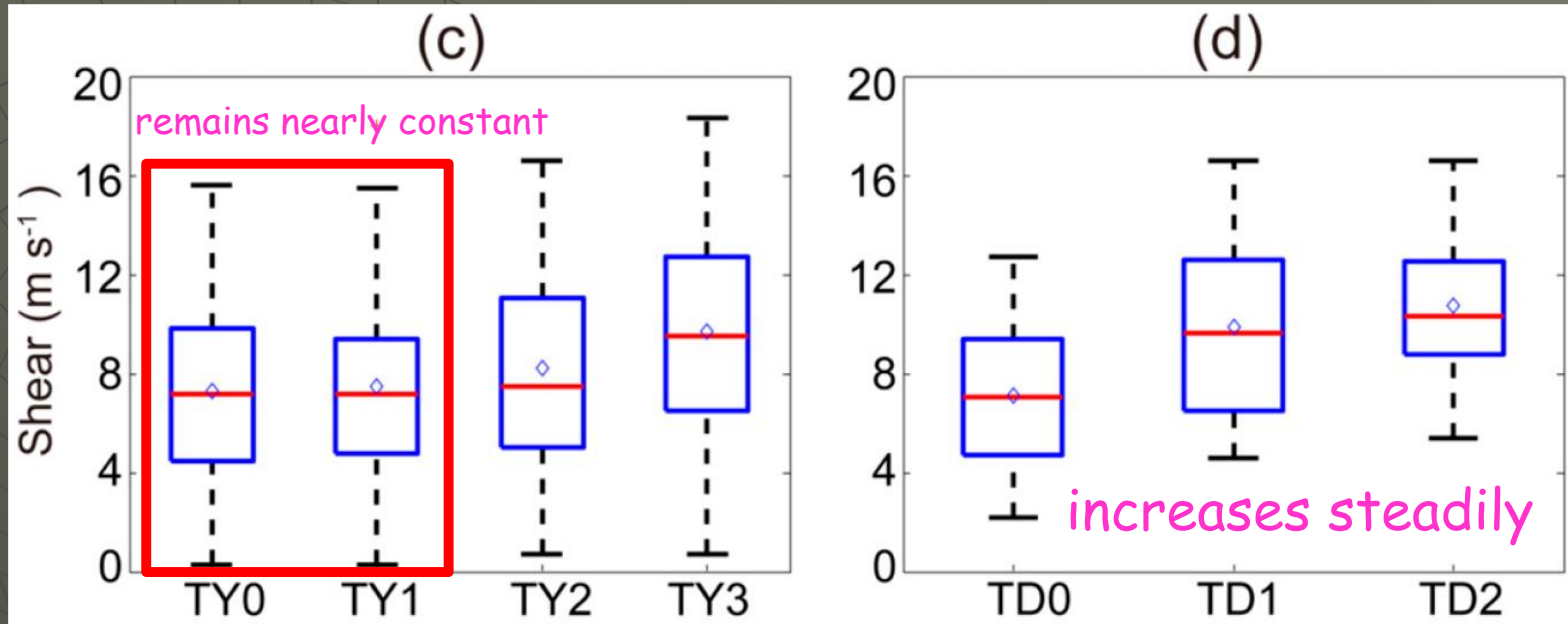 (c)
(d)
remains nearly constant
increases steadily
Shear (m s⁻¹ )
20
16
12
8
4
0
TY0 TY1 TY2 TY3
20
16
12
8
4
0
TD0 TD1 TD2